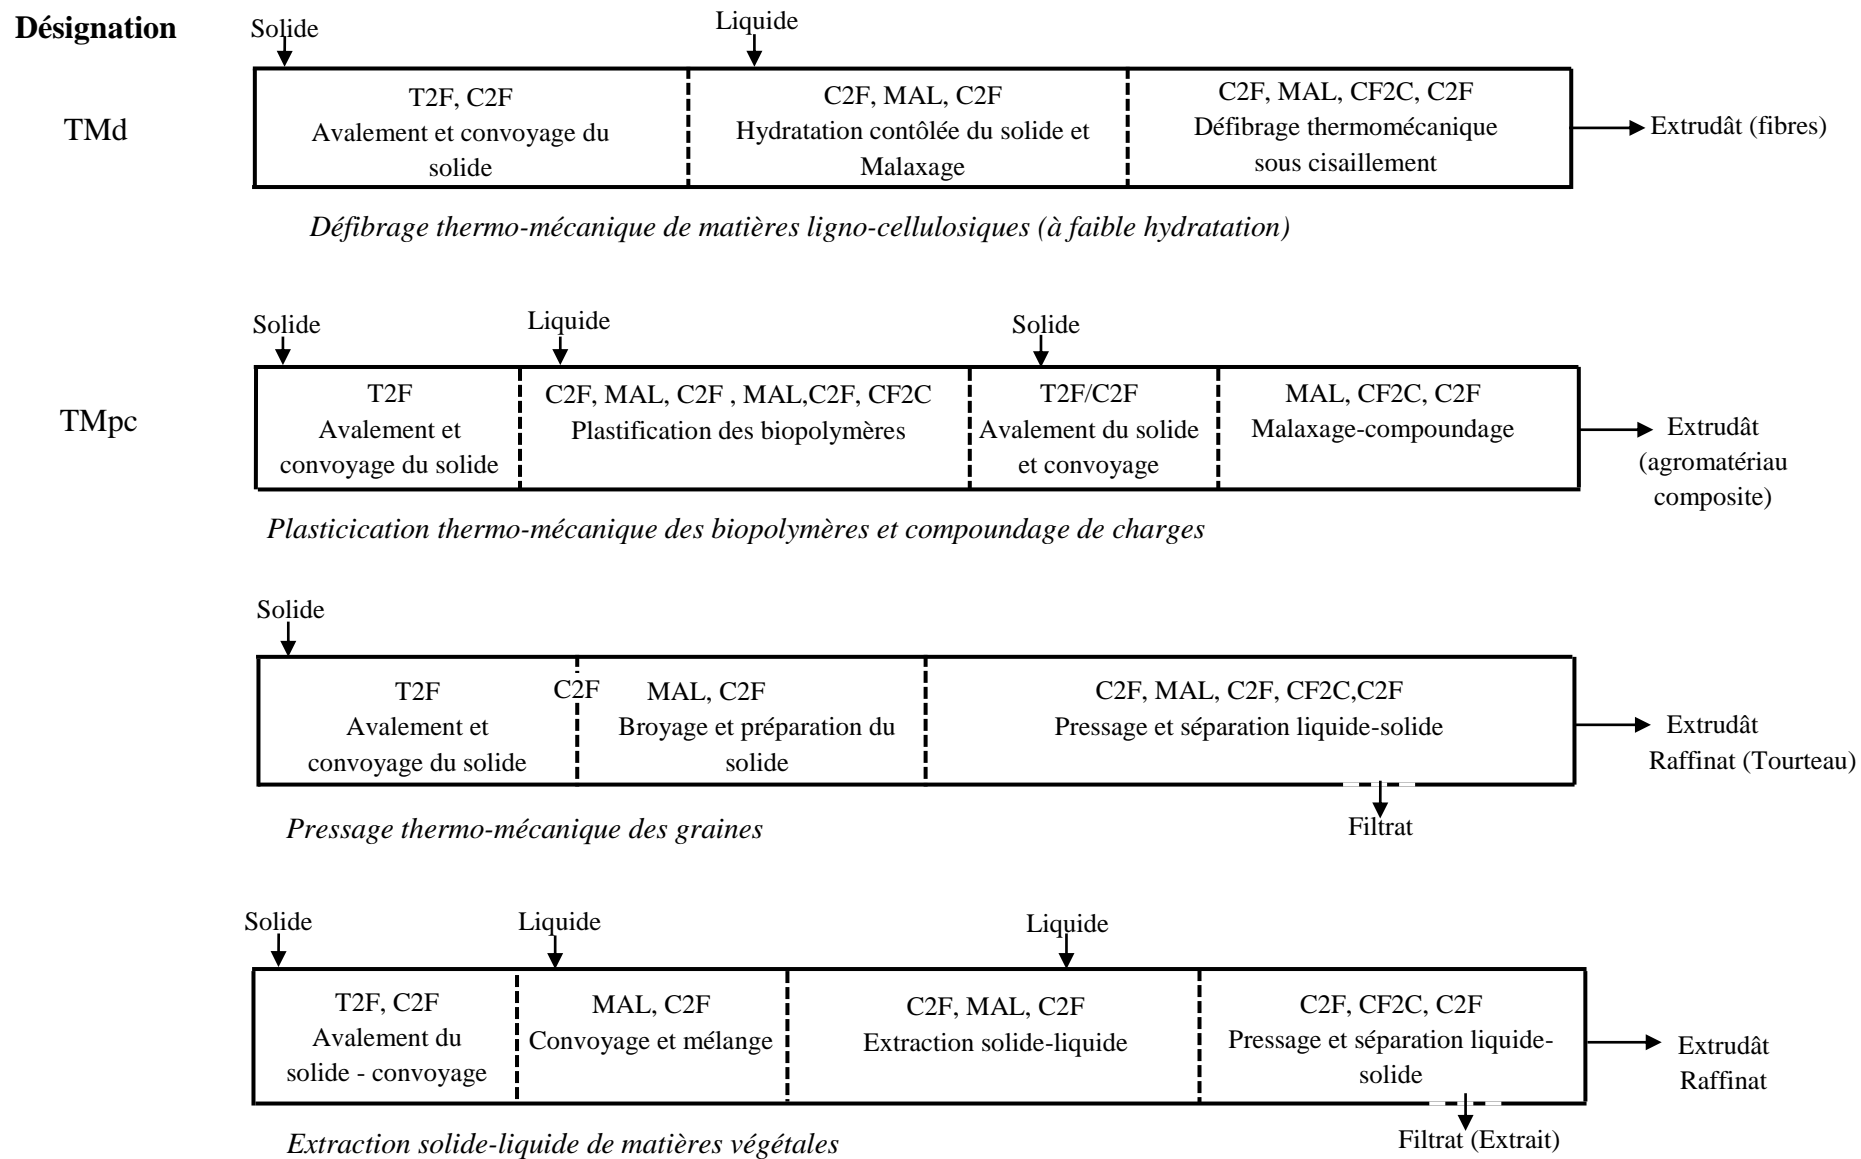 Désignation
Solide
Liquide
TMd
T2F, C2F
Avalement et convoyage du
solide
C2F, MAL, C2F
Hydratation contôlée du solide et
Malaxage
C2F, MAL, CF2C, C2F
Défibrage thermomécanique
sous cisaillement
Extrudât (fibres)
Défibrage thermo-mécanique de matières ligno-cellulosiques (à faible hydratation)
Solide
Liquide
Solide
TMpc
T2F
Avalement et
convoyage du solide
C2F, MAL, C2F , MAL,C2F, CF2C
Plastification des biopolymères
T2F/C2F
Avalement du solide
et convoyage
MAL, CF2C, C2F
Malaxage-compoundage
Extrudât
(agromatériau
composite)
Plasticication thermo-mécanique des biopolymères et compoundage de charges
Solide
T2F
Avalement et
convoyage du solide
C2F
MAL, C2F
Broyage et préparation du
solide
C2F, MAL, C2F, CF2C,C2F
Pressage et séparation liquide-solide
Extrudât
Raffinat (Tourteau)
Filtrat
Pressage thermo-mécanique des graines
Solide
Liquide
Liquide
T2F, C2F
Avalement du
solide - convoyage
MAL, C2F
Convoyage et mélange
C2F, MAL, C2F
Extraction solide-liquide
C2F, CF2C, C2F
Pressage et séparation liquide-
solide
Extrudât
Raffinat
Filtrat (Extrait)
Extraction solide-liquide de matières végétales